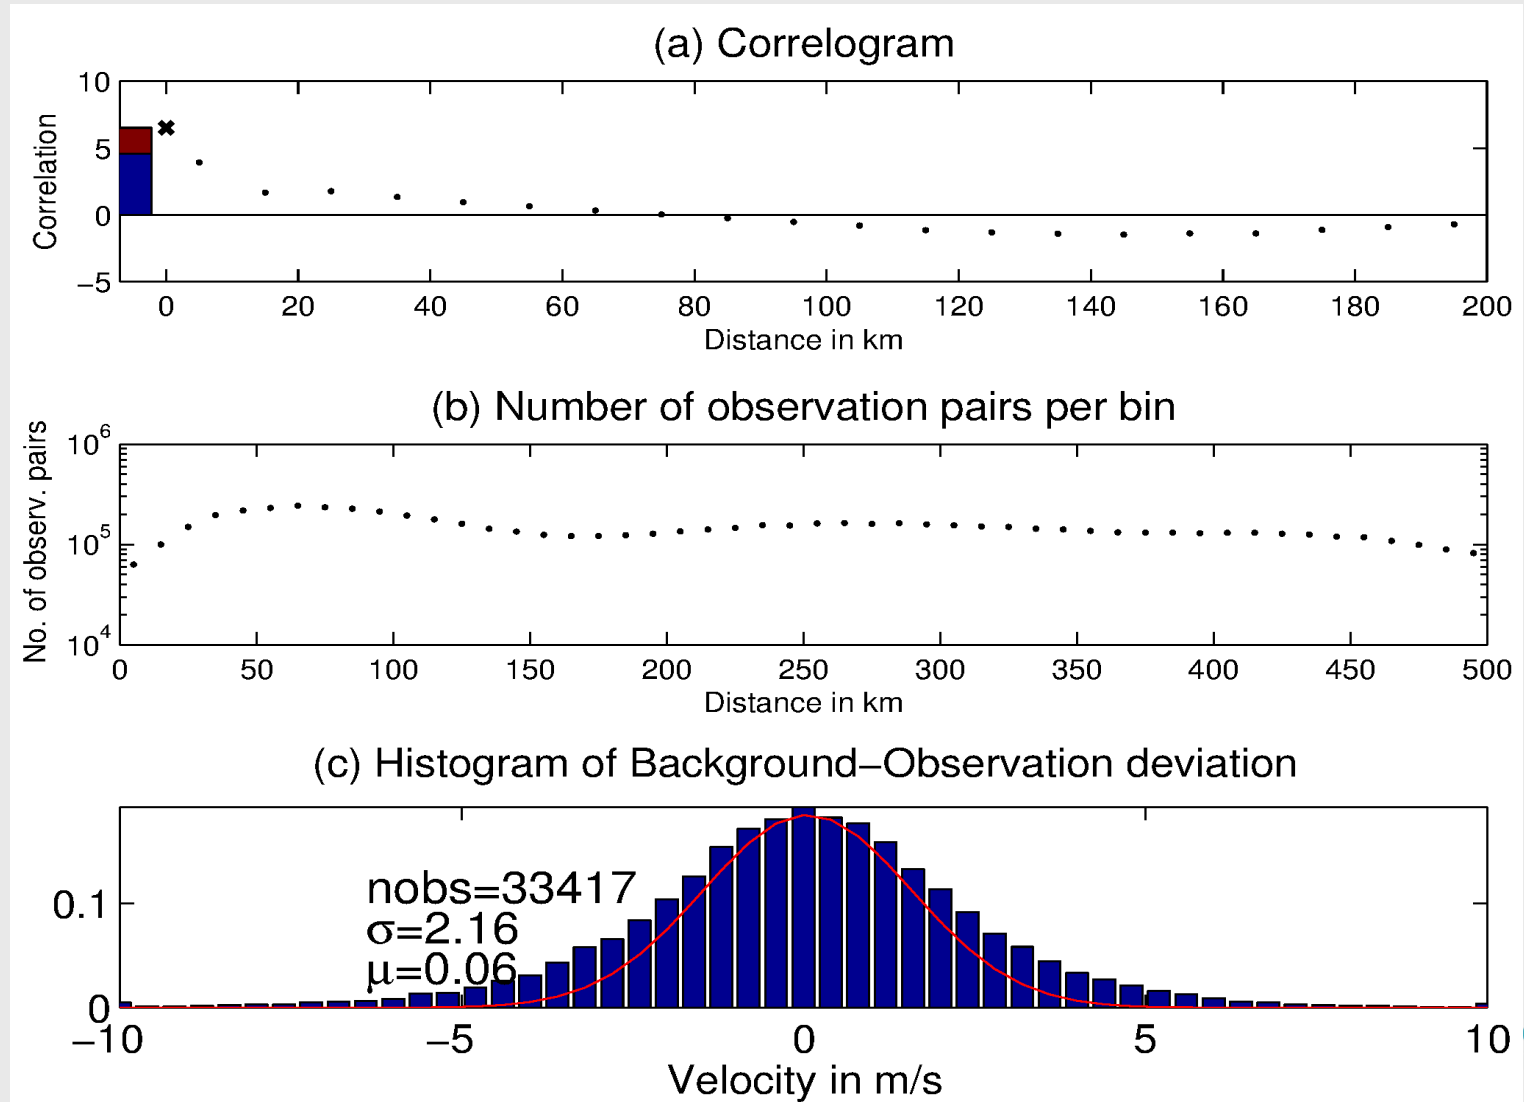 (a) Correlogram
10
5
0
−5
Correlation
0 20 40 60 80 100 120 140 160 180 200
Distance in km
(b) Number of observation pairs per bin
10^6
10^5
10^4
No. of observ. pairs
0 50 100 150 200 250 300 350 400 450 500
Distance in km
(c) Histogram of Background−Observation deviation
0.1
0
nobs=33417
σ=2.16
μ=0.06
−10 −5 0 5 10
Velocity in m/s